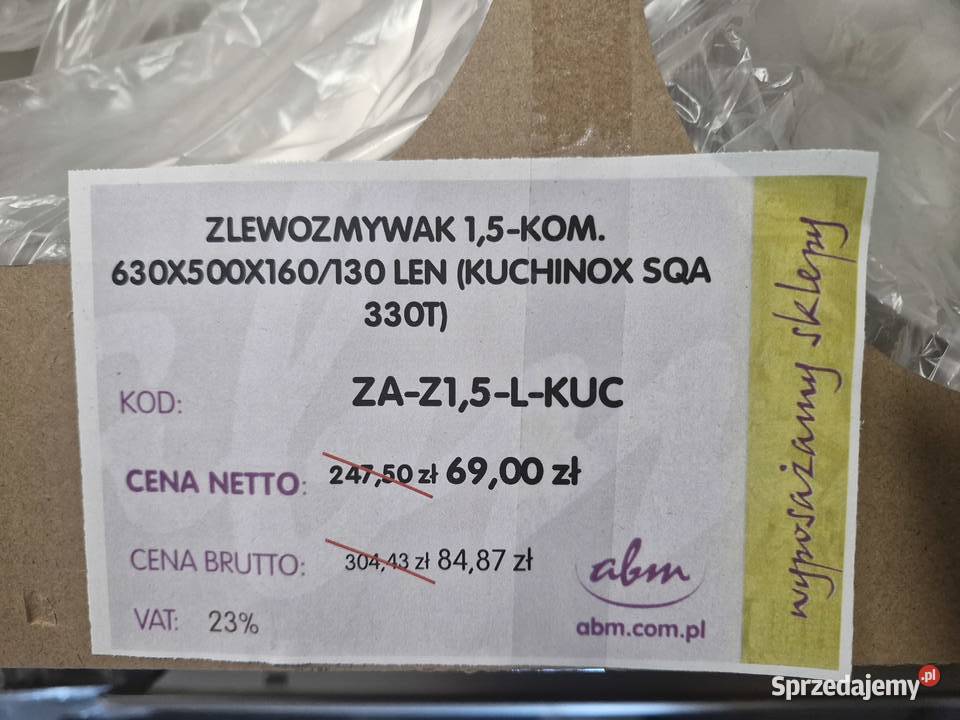 ZLEWOZMYWAK 1,5-KOM.
630X500X160/130 LEN (KUCHINOX SQA
330T)
KOD: ZA-Z1,5-L-KUC
CENA NETTO: 247,50 zł 69,00 zł
CENA BRUTTO: 304,43 zł 84,87 zł
VAT: 23%
abm
abm.com.pl
wyposażamy sklepy
Sprzedajemy.pl